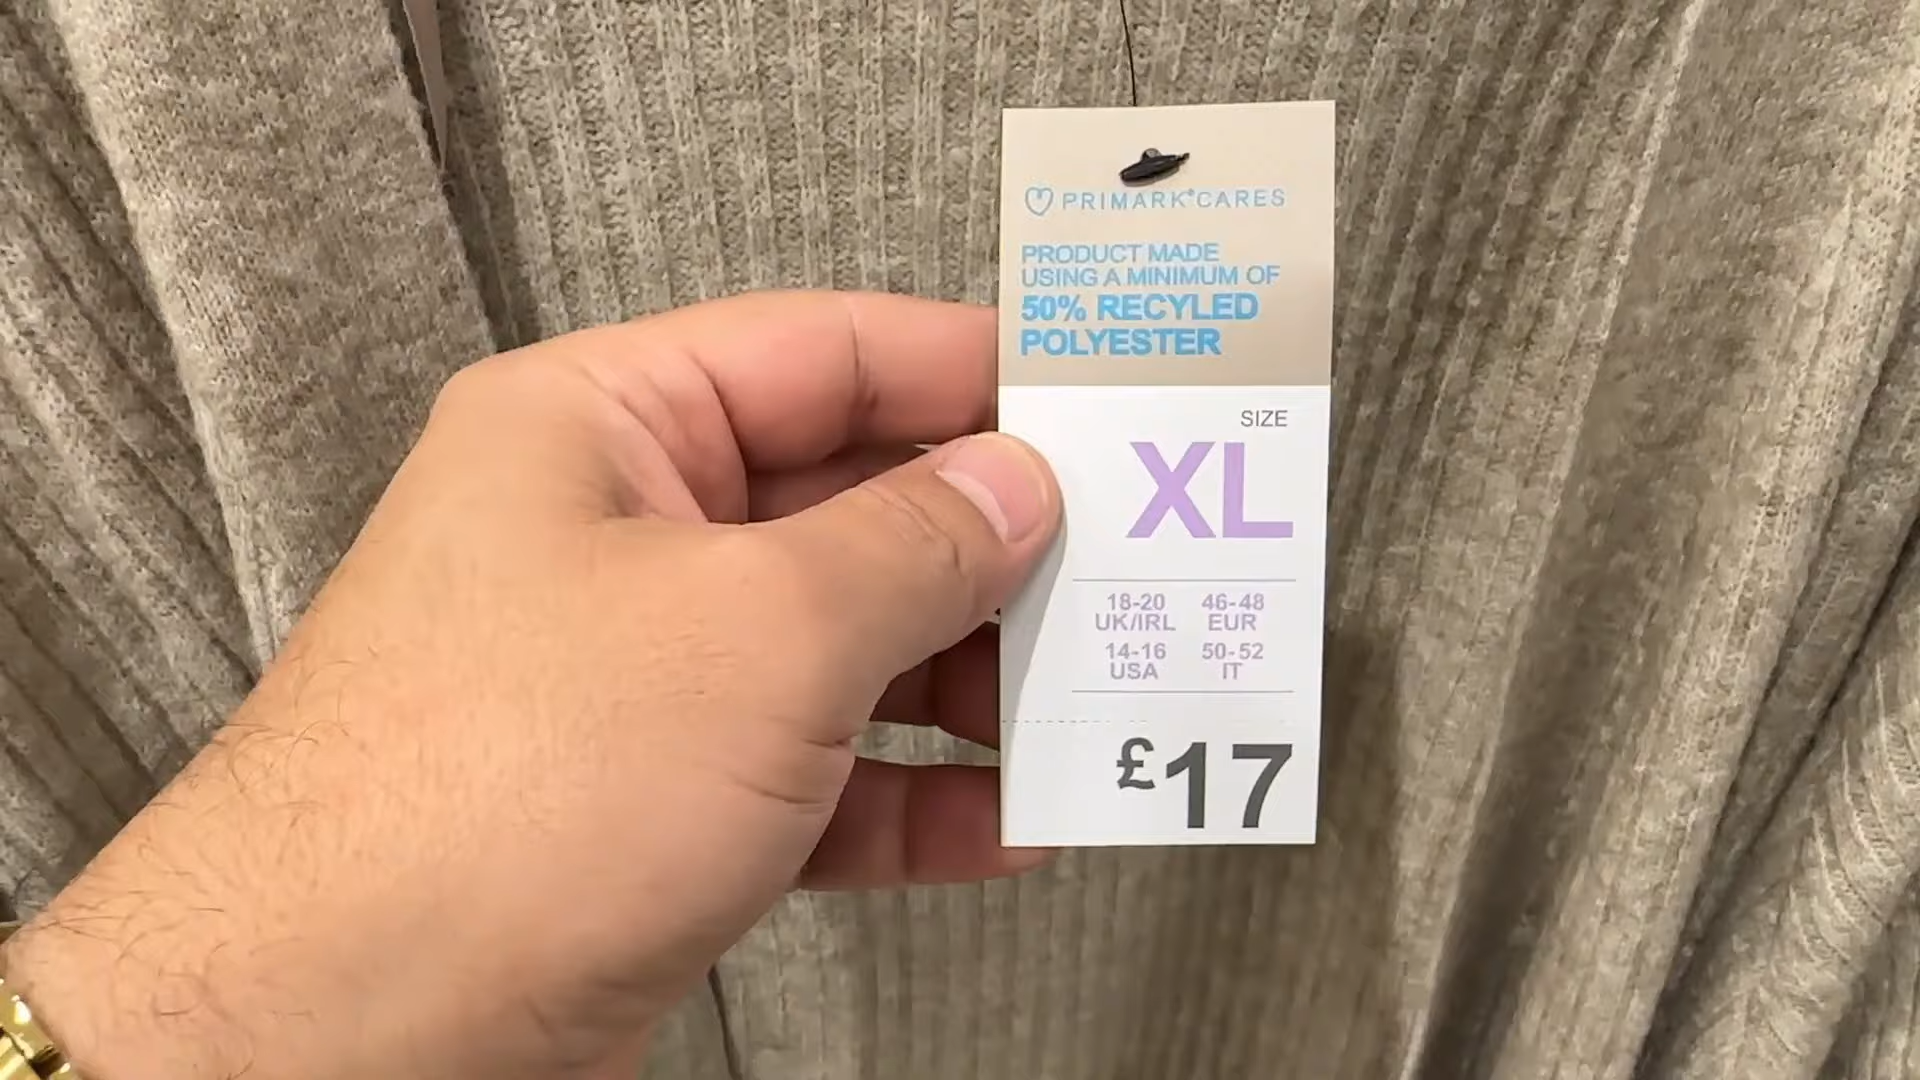 PRIMARK®CARES
PRODUCT MADE
USING A MINIMUM OF
50% RECYLED
POLYESTER
SIZE
XL
18-20 46-48
UK/IRL EUR
14-16 50-52
USA IT
£17